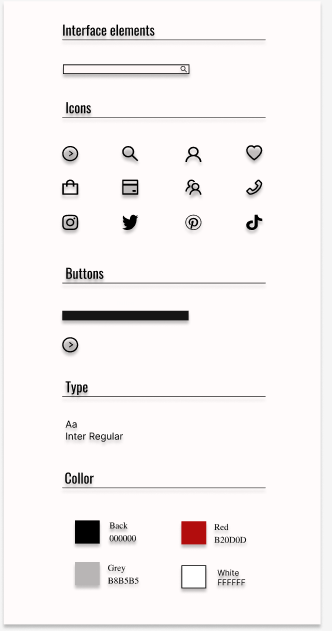 Interface elements
Icons
Buttons
Type
Aa
Inter Regular
Collor
Back
000000
Red
B20D0D
Grey
B8B5B5
White
FFFFFF